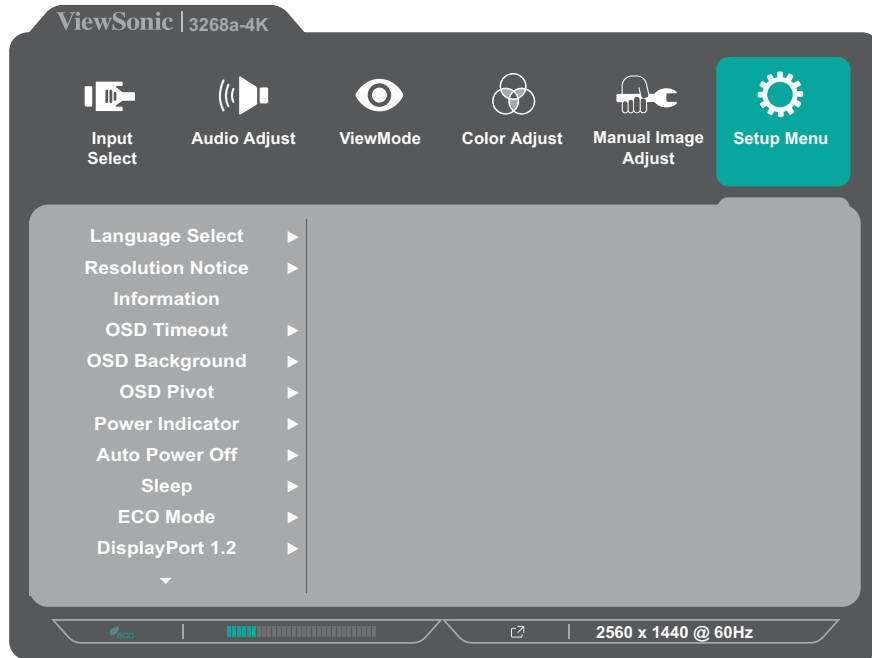 ViewSonic 3268a-4K
Input Select
Audio Adjust
ViewMode
Color Adjust
Manual Image Adjust
Setup Menu
Language Select
Resolution Notice
Information
OSD Timeout
OSD Background
OSD Pivot
Power Indicator
Auto Power Off
Sleep
ECO Mode
DisplayPort 1.2
eco
2560 x 1440 @ 60Hz